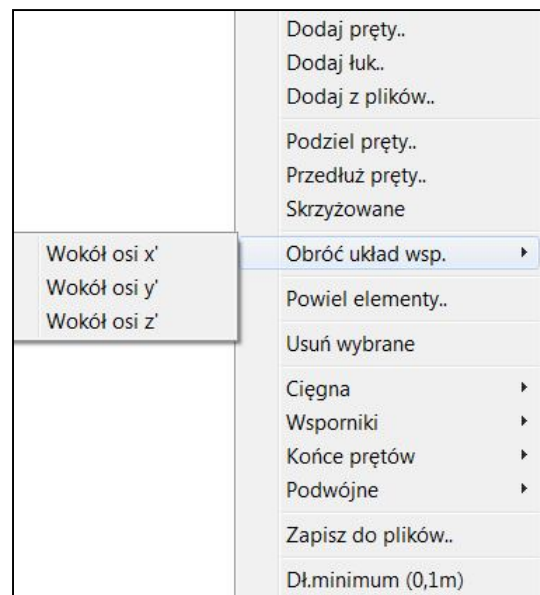 Dodaj pręty..
Dodaj łuk..
Dodaj z plików..
Podziel pręty..
Przedłuż pręty..
Skrzyżowane
Obróć układ wsp.
Wokół osi x'
Wokół osi y'
Wokół osi z'
Powiel elementy..
Usuń wybrane
Cięgna
Wsporniki
Końce prętów
Podwójne
Zapisz do plików..
Dł.minimum (0,1m)